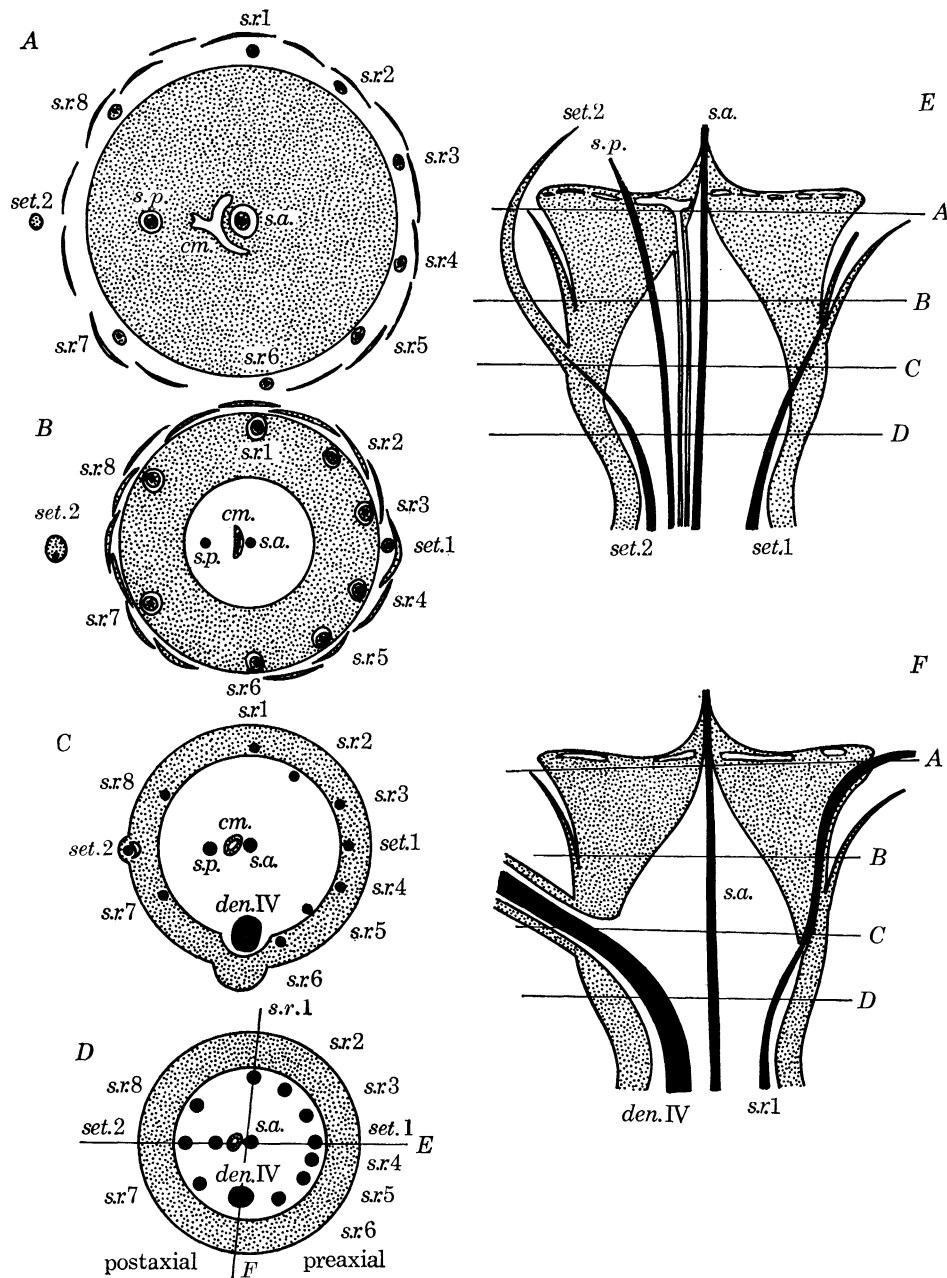 A
s.r.1
s.r.2
s.r.3
s.r.4
s.r.5
s.r.6
s.r.7
s.r.8
set.2
s.p.
s.a.
cm.
B
s.r.1
s.r.2
s.r.3
set.1
s.r.4
s.r.5
s.r.6
s.r.7
s.r.8
set.2
cm.
s.p.
s.a.
C
s.r.1
s.r.2
s.r.3
set.1
s.r.4
s.r.5
s.r.6
s.r.7
s.r.8
set.2
cm.
s.p.
s.a.
den.IV
D
s.r.1
s.r.2
s.r.3
set.1
E
s.r.4
s.r.5
s.r.6
s.r.7
s.r.8
set.2
s.a.
den.IV
postaxial
F
preaxial
E
set.2
s.p.
s.a.
A
B
C
D
set.2
set.1
F
A
B
s.a.
C
D
den.IV
s.r.1